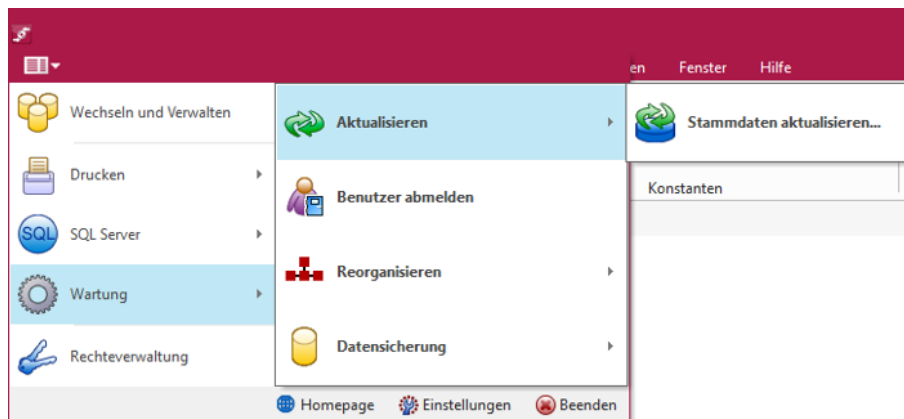 en Fenster Hilfe
Wechseln und Verwalten
Drucken
SQL
SQL Server
Wartung
Rechteverwaltung
Aktualisieren
Benutzer abmelden
Reorganisieren
Datensicherung
Stammdaten aktualisieren...
Konstanten
Homepage Einstellungen Beenden